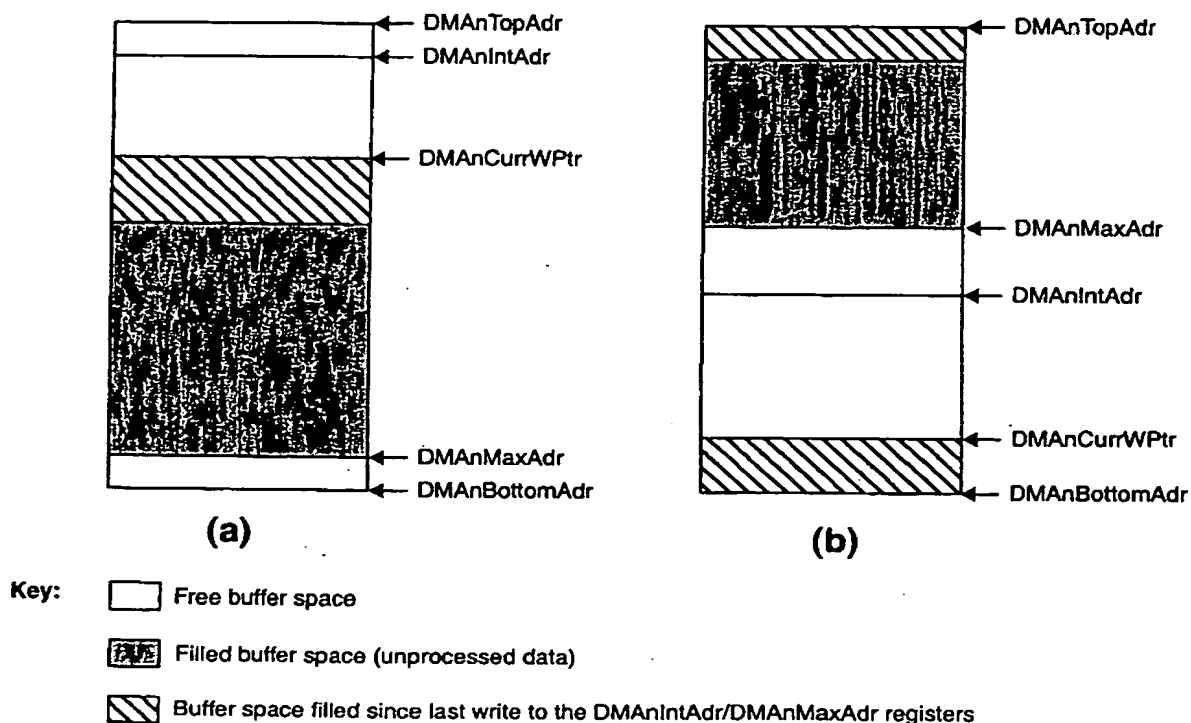 DMAnTopAdr
DMAnIntAdr
DMAnCurrWPtr
DMAnMaxAdr
DMAnBottomAdr
(a)
DMAnTopAdr
DMAnMaxAdr
DMAnIntAdr
DMAnCurrWPtr
DMAnBottomAdr
(b)
Key:
Free buffer space
Filled buffer space (unprocessed data)
Buffer space filled since last write to the DMAnIntAdr/DMAnMaxAdr registers